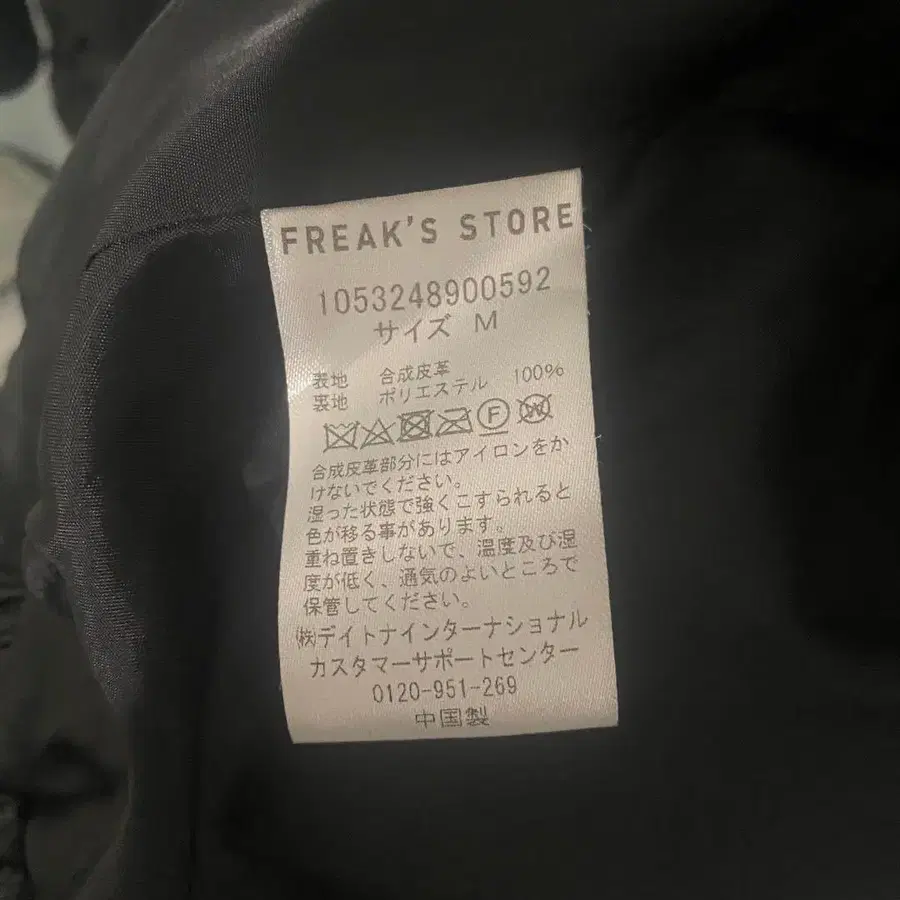 FREAK'S STORE
1053248900592
サイズ M
表地 合成皮革
裏地 ポリエステル 100%
F W
合成皮革部分にはアイロンをか
けないでください。
湿った状態で強くこすられると
色が移る事があります。
重ね置きしないで、温度及び湿
度が低く、通気のよいところで
保管してください。
㈱デイトナインターナショナル
カスタマーサポートセンター
0120-951-269
中国製